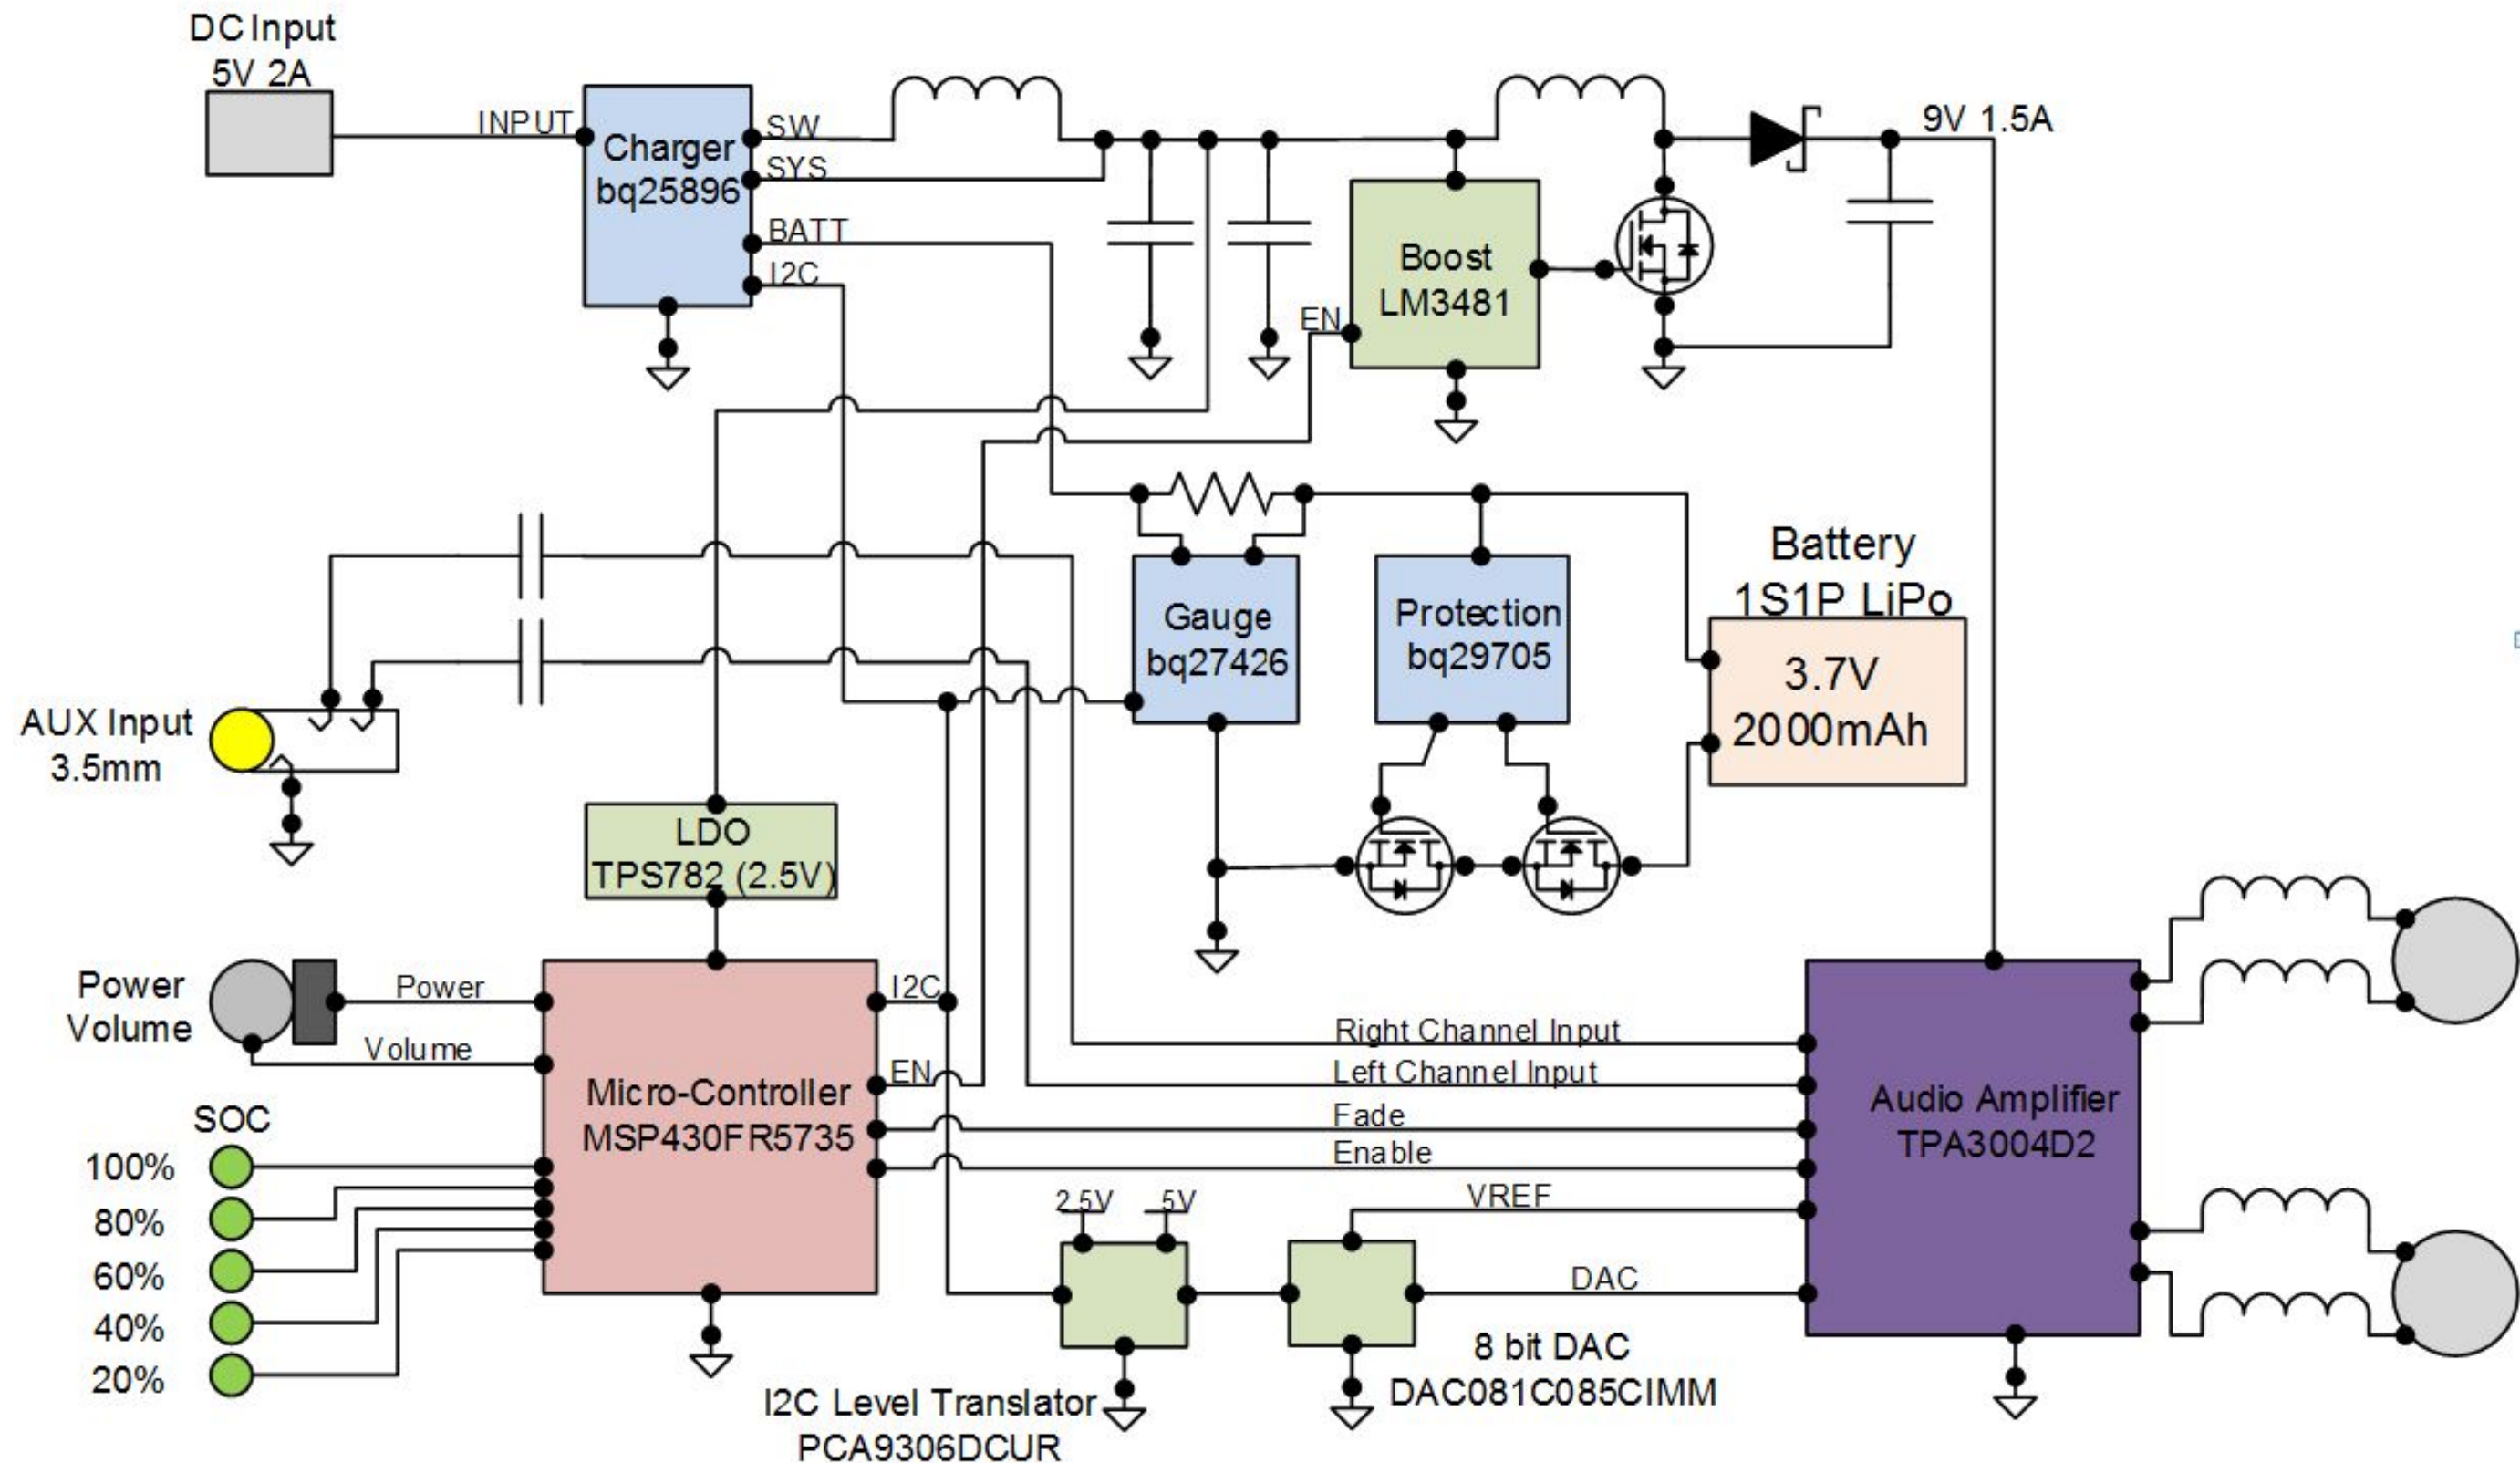 DC Input
5V 2A
INPUT
Charger
bq25896
SW
SYS
BATT
I2C
9V 1.5A
Boost
LM3481
EN
Battery
1S1P LiPo
3.7V
2000mAh
Gauge
bq27426
Protection
bq29705
AUX Input
3.5mm
LDO
TPS782 (2.5V)
Power
Volume
Power
Volume
Micro-Controller
MSP430FR5735
I2C
EN
Right Channel Input
Left Channel Input
Fade
Enable
VREF
DAC
Audio Amplifier
TPA3004D2
SOC
100%
80%
60%
40%
20%
2.5V
5V
I2C Level Translator
PCA9306DCUR
8 bit DAC
DAC081C085CIMM